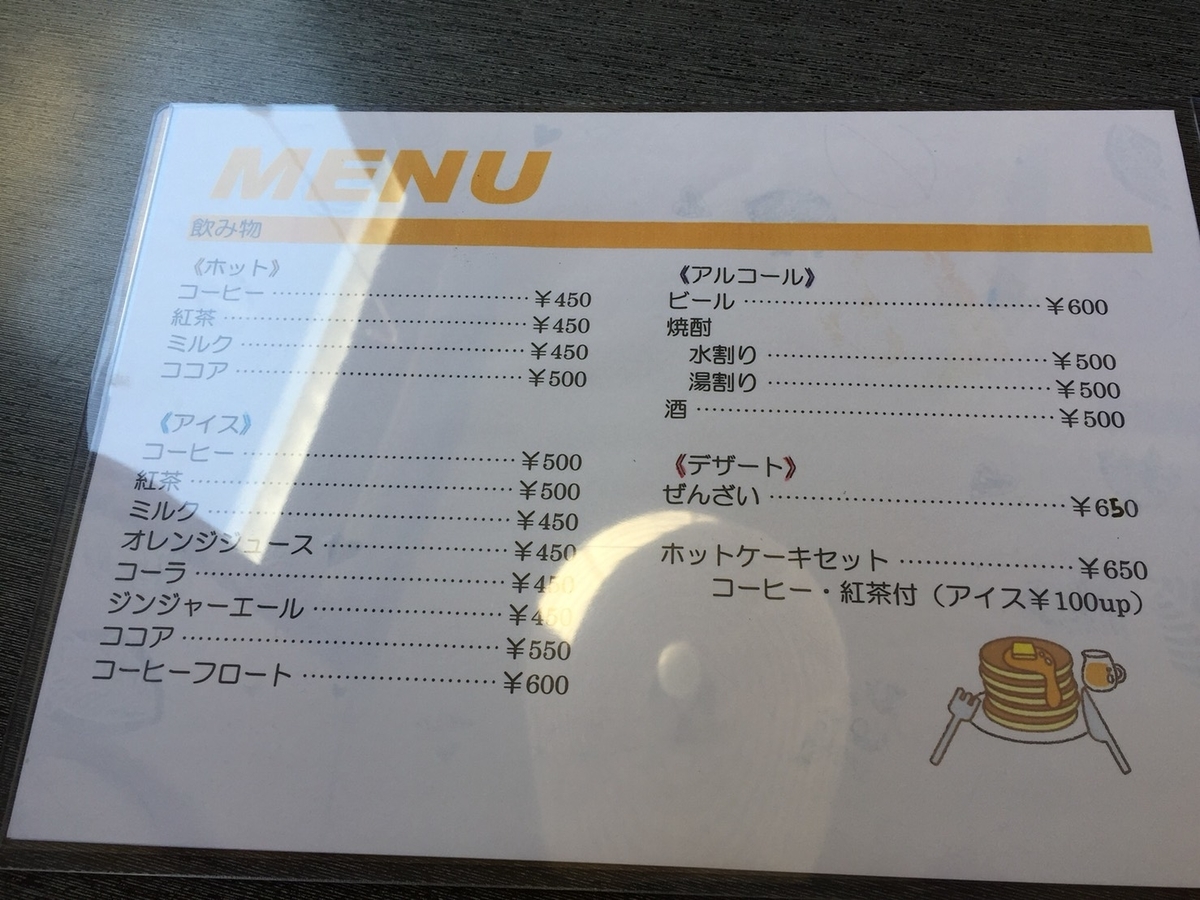 MENU
飲み物
《ホット》
コーヒー ¥450
紅茶 ¥450
ミルク ¥450
ココア ¥500
《アイス》
コーヒー ¥500
紅茶 ¥500
ミルク ¥450
オレンジジュース ¥450
コーラ ¥450
ジンジャーエール ¥450
ココア ¥550
コーヒーフロート ¥600
《アルコール》
ビール ¥600
焼酎
水割り ¥500
湯割り ¥500
酒 ¥500
《デザート》
ぜんざい ¥650
ホットケーキセット ¥650
コーヒー・紅茶付（アイス¥100up）